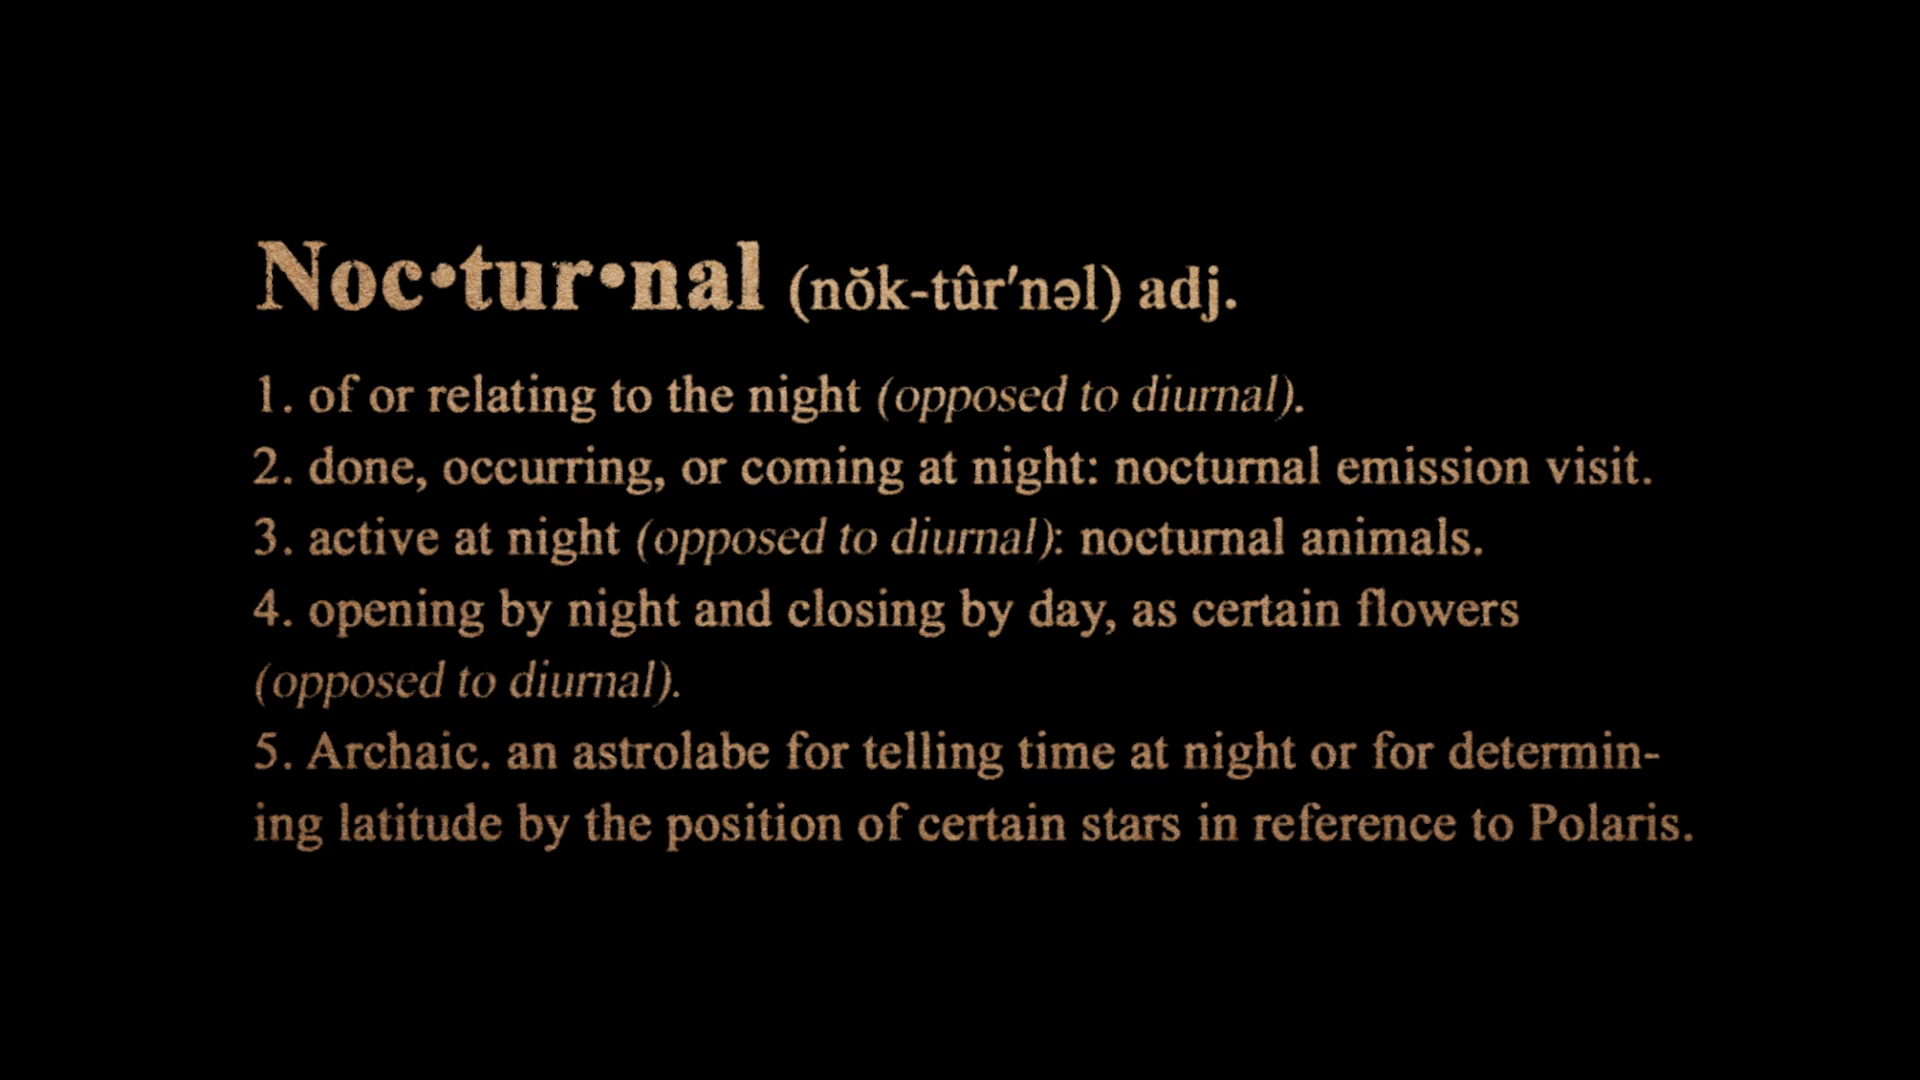 Noc•tur•nal (nŏk-tûr′nəl) adj.
1. of or relating to the night (opposed to diurnal).
2. done, occurring, or coming at night: nocturnal emission visit.
3. active at night (opposed to diurnal): nocturnal animals.
4. opening by night and closing by day, as certain flowers
(opposed to diurnal).
5. Archaic. an astrolabe for telling time at night or for determin-
ing latitude by the position of certain stars in reference to Polaris.